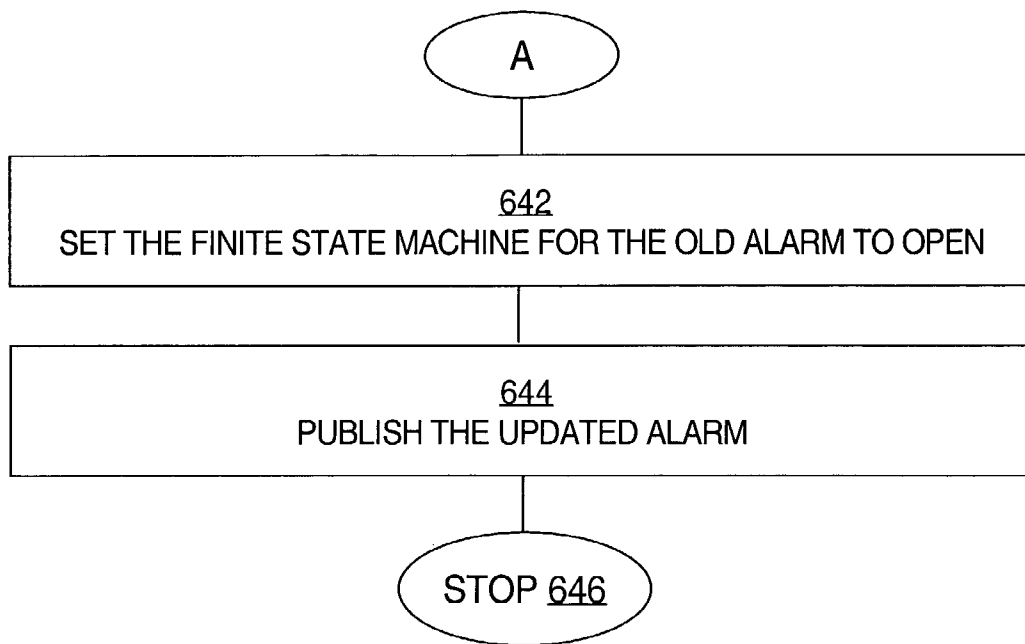 A
642
SET THE FINITE STATE MACHINE FOR THE OLD ALARM TO OPEN
644
PUBLISH THE UPDATED ALARM
STOP 646